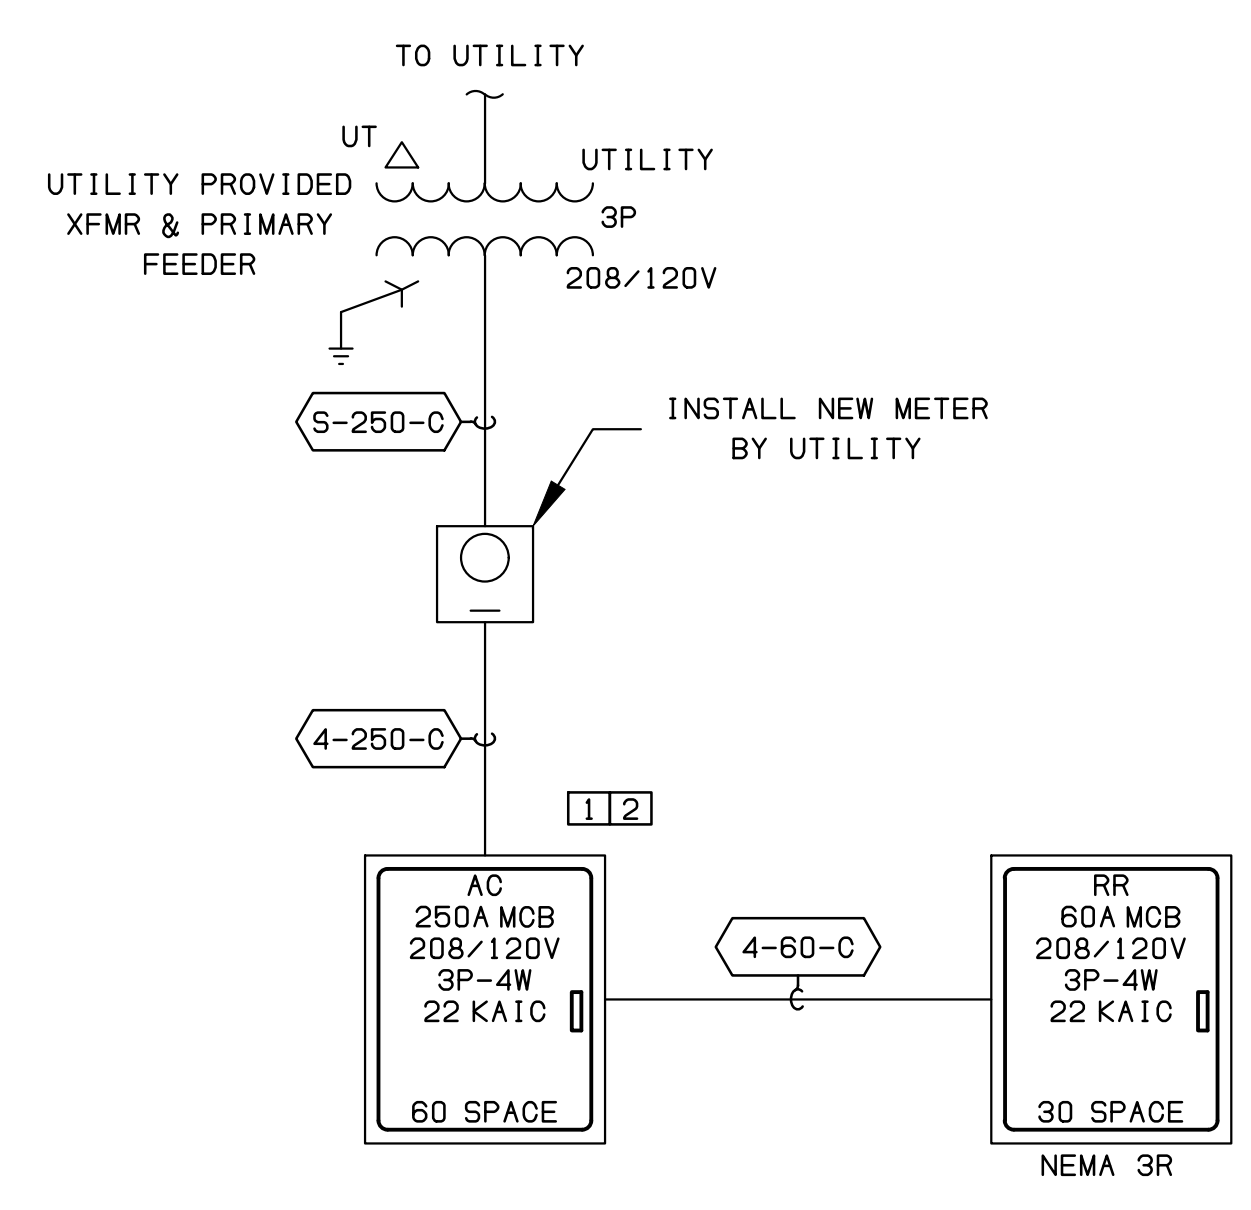 TO UTILITY
UT
UTILITY
UTILITY PROVIDED
XFMR & PRIMARY
FEEDER
3P
208/120V
S-250-C
INSTALL NEW METER
BY UTILITY
4-250-C
1 2
AC
250A MCB
208/120V
3P-4W
22 KAIC
60 SPACE
4-60-C
RR
60A MCB
208/120V
3P-4W
22 KAIC
30 SPACE
NEMA 3R